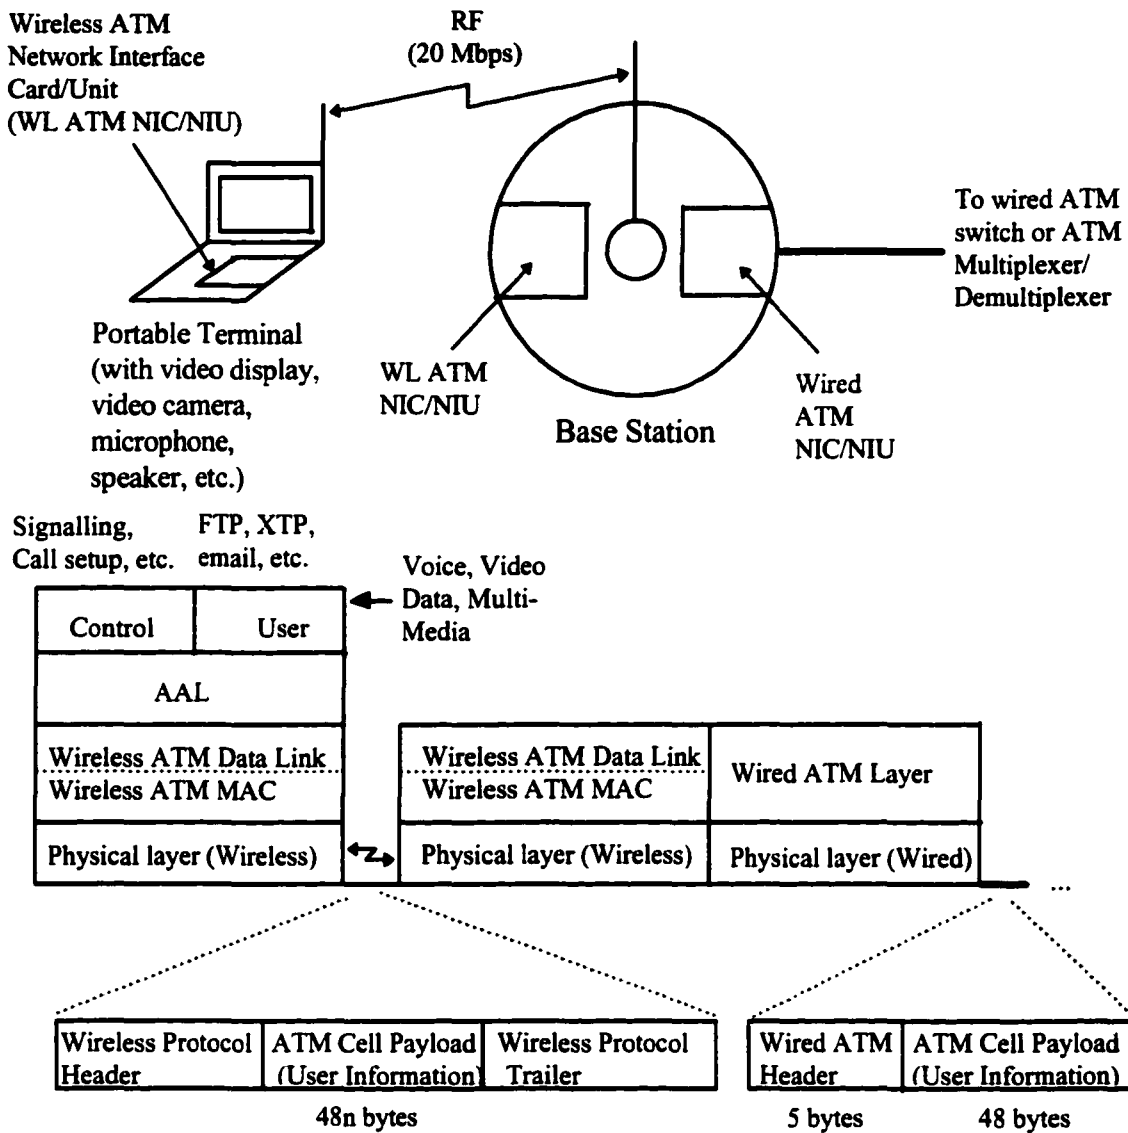 Wireless ATM
Network Interface
Card/Unit
(WL ATM NIC/NIU)
RF
(20 Mbps)
To wired ATM
switch or ATM
Multiplexer/
Demultiplexer
Portable Terminal
(with video display,
video camera,
microphone,
speaker, etc.)
WL ATM
NIC/NIU
Base Station
Wired
ATM
NIC/NIU
Signalling,
Call setup, etc.
FTP, XTP,
email, etc.
Voice, Video
Data, Multi-
Media
Control
User
AAL
Wireless ATM Data Link
Wireless ATM MAC
Physical layer (Wireless)
Wireless ATM Data Link
Wireless ATM MAC
Physical layer (Wireless)
Wired ATM Layer
Physical layer (Wired)
...
Wireless Protocol
Header
ATM Cell Payload
(User Information)
Wireless Protocol
Trailer
48n bytes
Wired ATM
Header
ATM Cell Payload
(User Information)
5 bytes
48 bytes